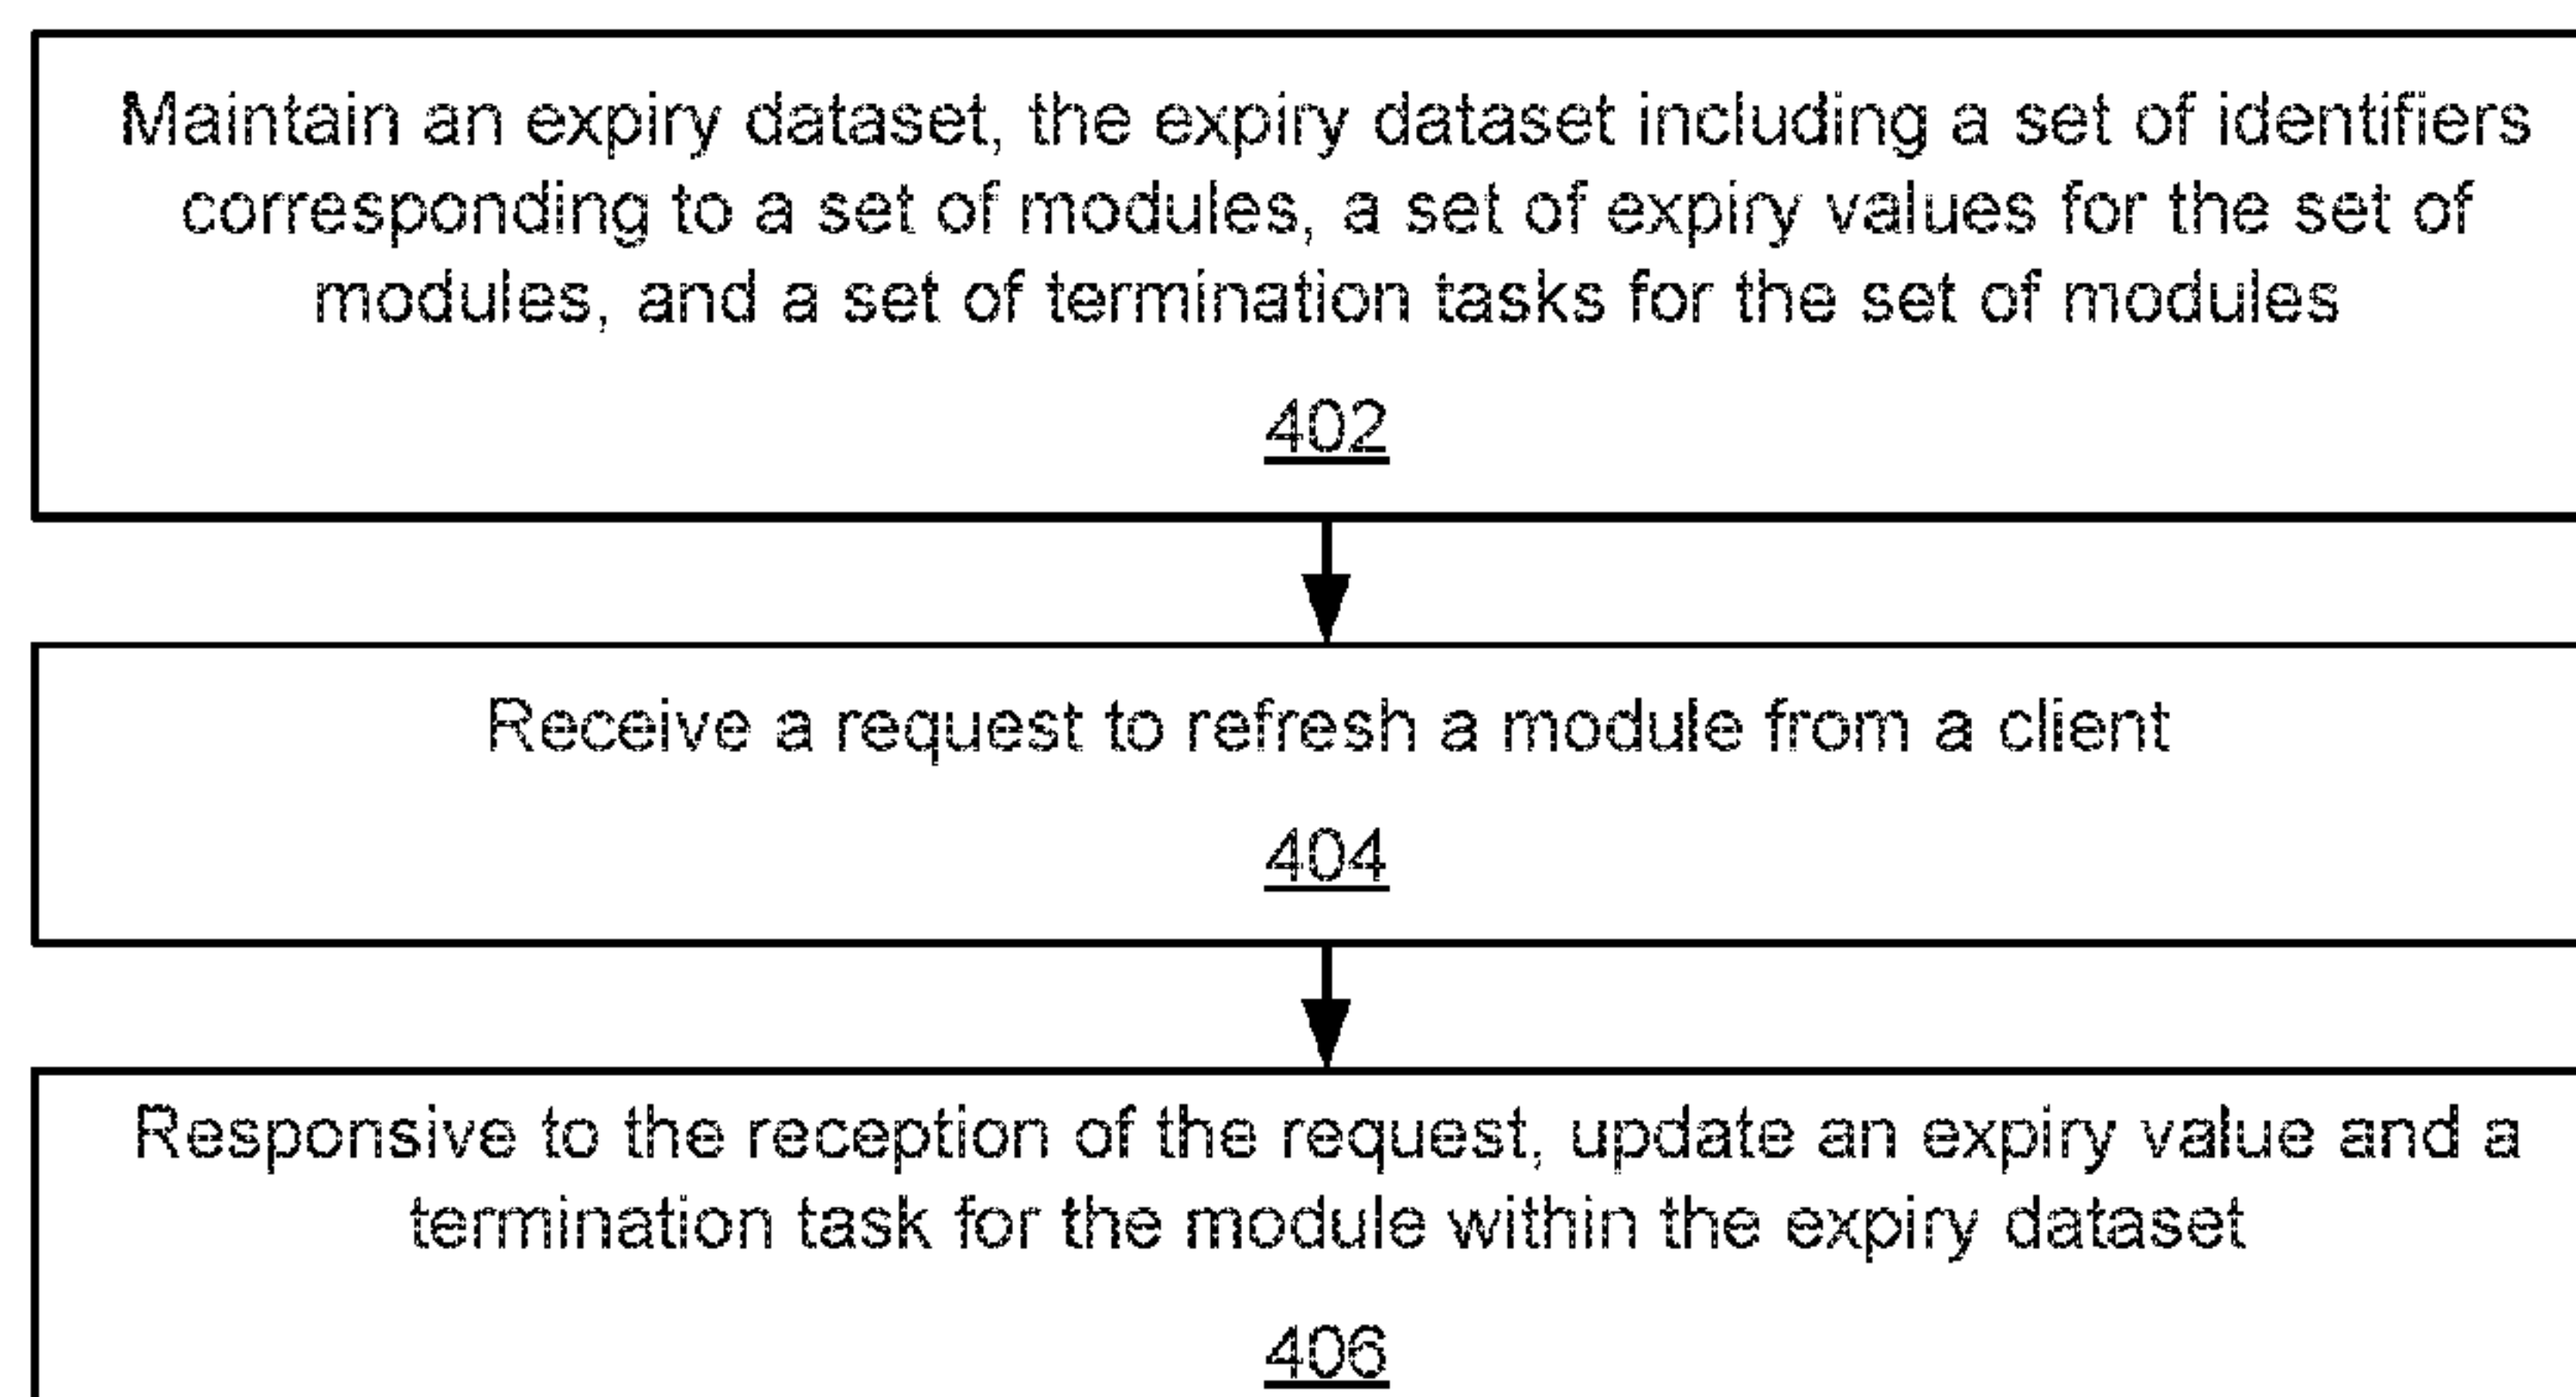 Maintain an expiry dataset, the expiry dataset including a set of identifiers
corresponding to a set of modules, a set of expiry values for the set of
modules, and a set of termination tasks for the set of modules
402
Receive a request to refresh a module from a client
404
Responsive to the reception of the request, update an expiry value and a
termination task for the module within the expiry dataset
406